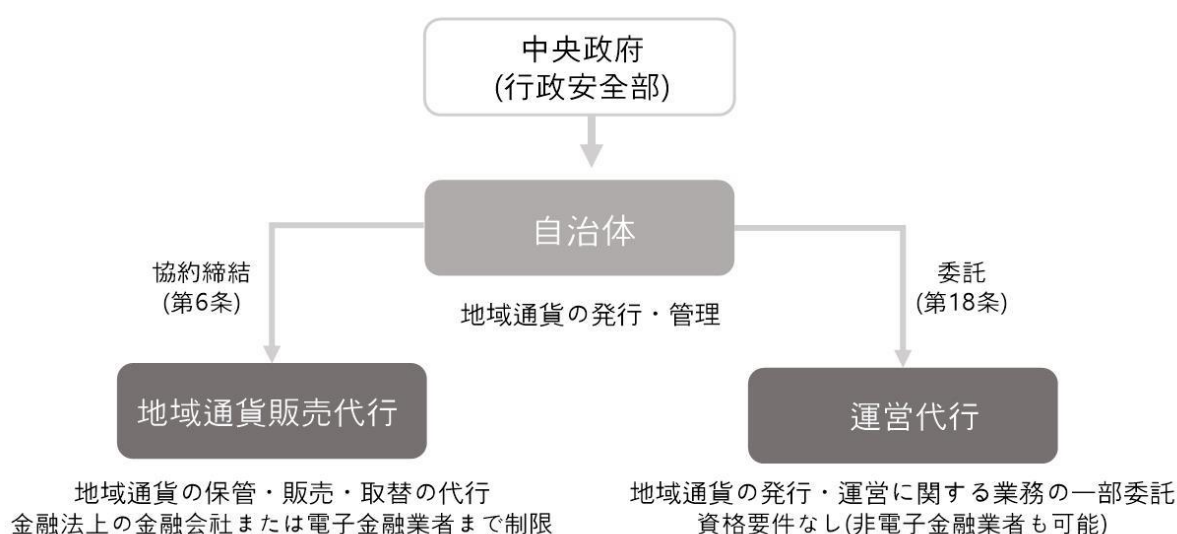 中央政府
(行政安全部)
自治体
協約締結
(第6条)
委託
(第18条)
地域通貨の発行・管理
地域通貨販売代行
運営代行
地域通貨の保管・販売・取替の代行
金融法上の金融会社または電子金融業者まで制限
地域通貨の発行・運営に関する業務の一部委託
資格要件なし(非電子金融業者も可能)